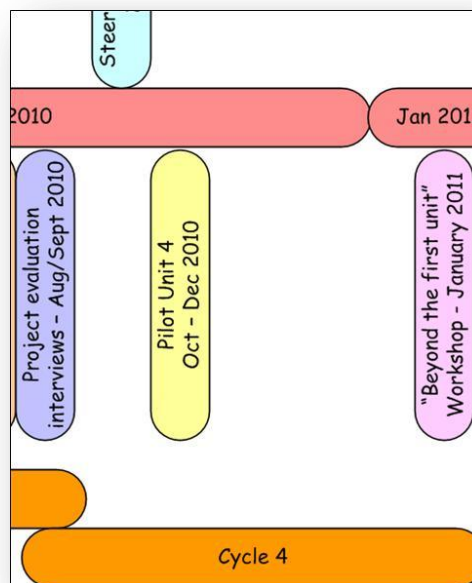 Steer
2010
Jan 201
Project evaluation
interviews – Aug/Sept 2010
Pilot Unit 4
Oct – Dec 2010
“Beyond the first unit”
Workshop - January 2011
Cycle 4